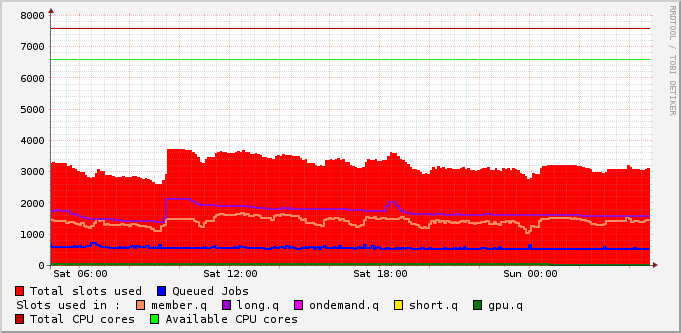 8000
7000
6000
5000
4000
3000
2000
1000
0
Sat 06:00 Sat 12:00 Sat 18:00 Sun 00:00
Total slots used Queued Jobs
Slots used in : member.q long.q ondemand.q short.q gpu.q
Total CPU cores Available CPU cores
RRDTOOL / TOBI OETIKER